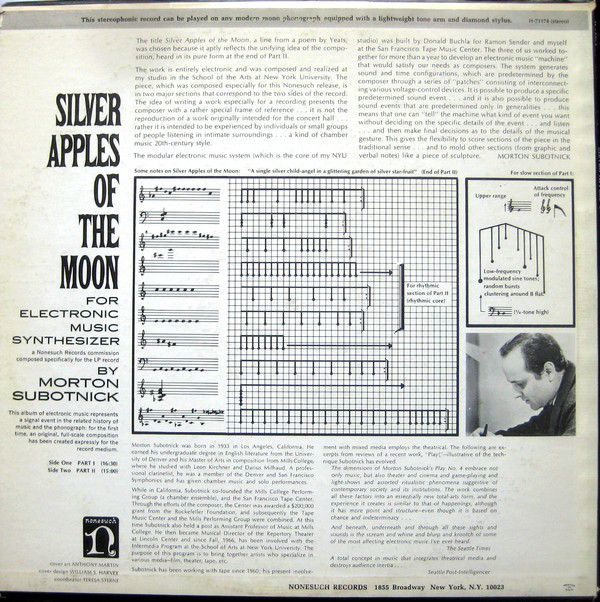 This stereophonic record can be played on any modern mono phonograph equipped with a lightweight tone arm and diamond stylus.
H-71174 (stereo)
The title Silver Apples of the Moon, a line from a poem by Yeats,
was chosen because it aptly reflects the unifying idea of the compo-
sition, heard in its pure form at the end of Part II.
The work is entirely electronic and was composed and realized at
my studio in the School of the Arts at New York University. The
piece, which was composed especially for this Nonesuch release, is
in two major sections that correspond to the two sides of the record.
The idea of writing a work especially for a recording presents the
composer with a rather special frame of reference . . . it is not the
reproduction of a work originally intended for the concert hall . . .
rather it is intended to be experienced by individuals or small groups
of people listening in intimate surroundings . . . a kind of chamber
music 20th-century style.
The modular electronic music system (which is the core of my NYU
studio) was built by Donald Buchla for Ramon Sender and myself
at the San Francisco Tape Music Center. The three of us worked to-
gether for more than a year to develop an electronic music "machine"
that would satisfy our needs as composers. The system generates
sound and time configurations, which are predetermined by the
composer through a series of "patches" consisting of interconnect-
ing various voltage-control devices. It is possible to produce a specific
predetermined sound event . . . and it is also possible to produce
sound events that are predetermined only in generalities . . . this
means that one can "tell" the machine what kind of event you want
without deciding on the specific details of the event . . . and listen
. . . and then make final decisions as to the details of the musical
gesture. This gives the flexibility to score sections of the piece in the
traditional sense . . . and to mold other sections (from graphic and
verbal notes) like a piece of sculpture. MORTON SUBOTNICK
SILVER
APPLES
OF
THE
MOON
FOR
ELECTRONIC
MUSIC
SYNTHESIZER
a Nonesuch Records commission
composed specifically for the LP record
BY
MORTON
SUBOTNICK
This album of electronic music represents
a signal event in the related history of
music and the phonograph: for the first
time, an original, full-scale composition
has been created expressly for the
record medium.
Side One PART I (16:30)
Side Two PART II (15:00)
nonesuch
cover art ANTHONY MARTIN
cover design WILLIAM S. HARVEY
coordinator TERESA STERNE
Some notes on Silver Apples of the Moon: "A single silver child-angel in a glittering garden of silver star-fruit" (End of Part II)
For rhythmic
section of Part II
(rhythmic core)
For slow section of Part I:
Upper range
Attack control
of frequency
Low-frequency
modulated sine tones;
random bursts
clustering around B flat
(¼-tone high)
Morton Subotnick was born in 1933 in Los Angeles, California. He
earned his undergraduate degree in English literature from the Univer-
sity of Denver and his Master of Arts in composition from Mills College,
where he studied with Leon Kirchner and Darius Milhaud. A profes-
sional clarinetist, he was a member of the Denver and San Francisco
Symphonies and has given chamber music and solo performances.
While in California, Subotnick co-founded the Mills College Perform-
ing Group (a chamber ensemble), and the San Francisco Tape Center.
Through the efforts of the composer, the Center was awarded a $200,000
grant from the Rockefeller Foundation, and subsequently the Tape
Music Center and the Mills Performing Group were combined. At this
time Subotnick also held a post as Assistant Professor of Music at Mills
College. He then became Musical Director of the Repertory Theater
at Lincoln Center and since Fall, 1966, has been involved with the
Intermedia Program at the School of Arts at New York University. The
purpose of this program is to bring together artists who specialize in
various media–film, theater, tape, etc.
Subotnick has been working with tape since 1960, his present involve-
ment with mixed media employs the theatrical. The following are ex-
cerpts from reviews of a recent work, "Play,"—illustrative of the tech-
nique Subotnick has evolved.
The dimensions of Morton Subotnick's Play No. 4 embrace not
only music, but also theater and cinema and game-playing and
light-shows and assorted ritualistic phenomena suggestive of
contemporary society and its institutions. The work combines
all these factors into an essentially new total-arts form, and the
experience it creates is similar to that of happenings, although
it has more point and structure—even though it is based on
chance and indeterminacy . . .
And beneath, underneath and through all these sights and
sounds is the scream and whine and blurp and knortch of some
of the most affecting electronic music I've ever heard.
The Seattle Times
A total concept in music that integrates theatrical media and
destroys audience inertia . . .
Seattle Post-Intelligencer
NONESUCH RECORDS 1855 Broadway New York, N.Y. 10023